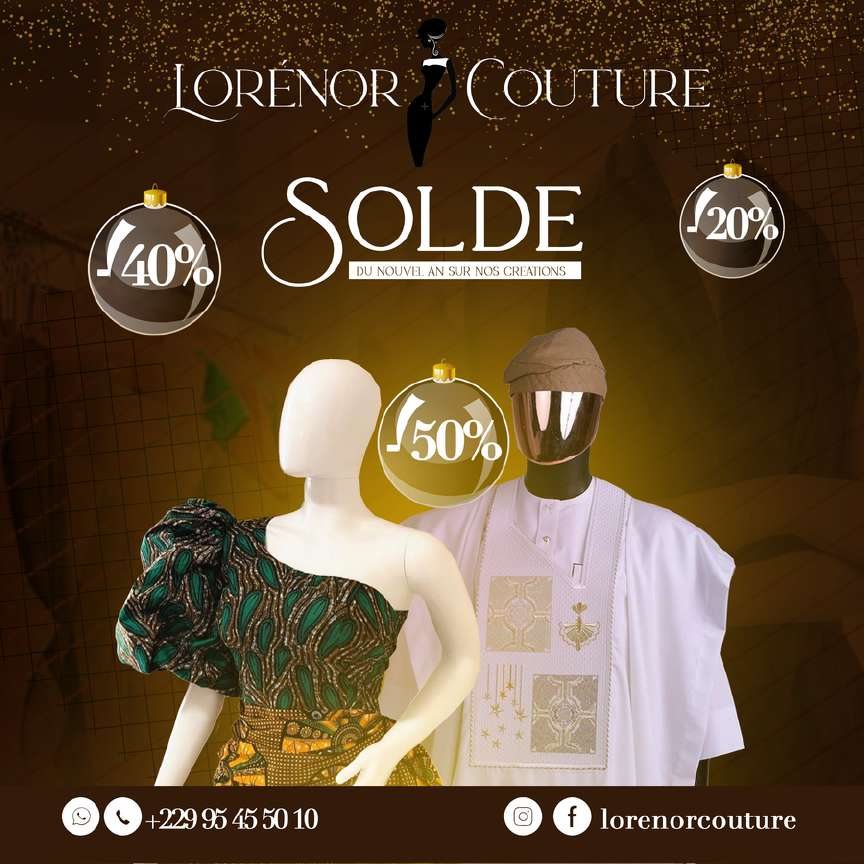 LORÉNOR COUTURE
SOLDE
DU NOUVEL AN SUR NOS CREATIONS
-40%
-20%
-50%
+229 95 45 50 10
lorenorcouture